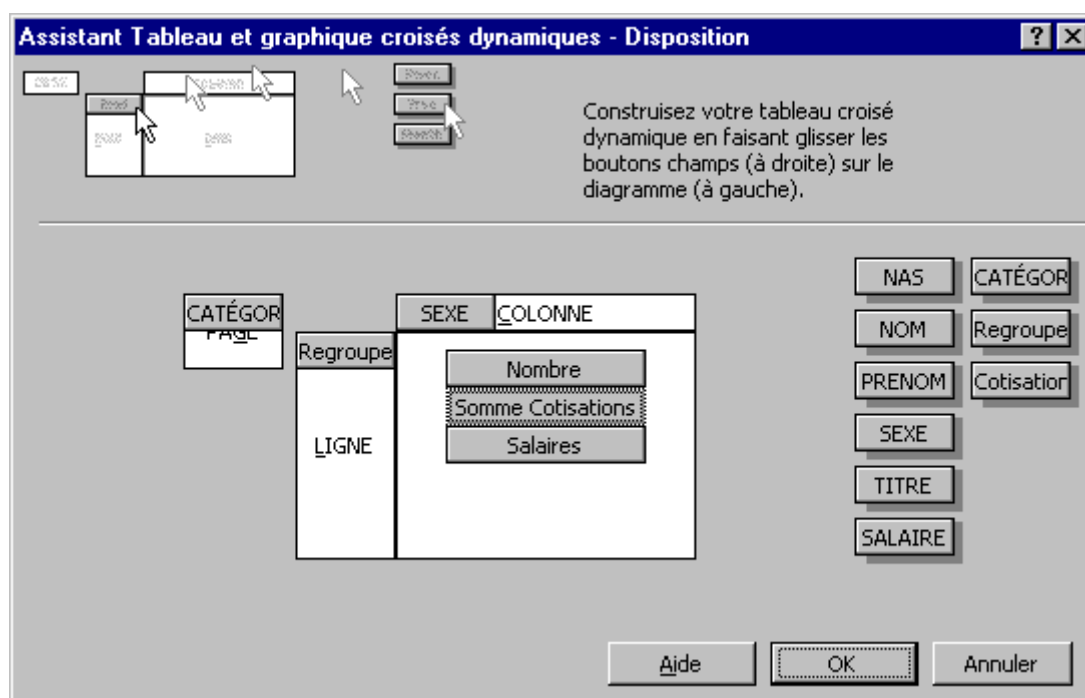 Assistant Tableau et graphique croisés dynamiques - Disposition
Construisez votre tableau croisé
dynamique en faisant glisser les
boutons champs (à droite) sur le
diagramme (à gauche).
NAS
CATÉGOR
CATÉGOR
SEXE
COLONNE
PAGE
NOM
Regroupe
Regroupe
Nombre
PRENOM
Cotisation
Somme Cotisations
SEXE
LIGNE
Salaires
TITRE
SALAIRE
Aide
OK
Annuler